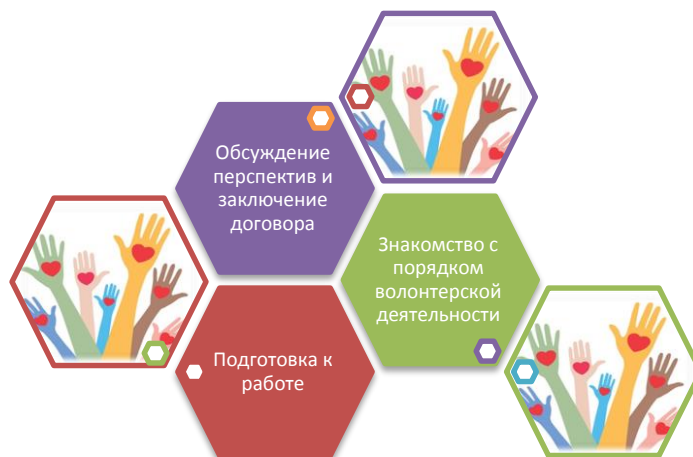 Обсуждение
перспектив и
заключение
договора
Знакомство с
порядком
волонтерской
деятельности
Подготовка к
работе